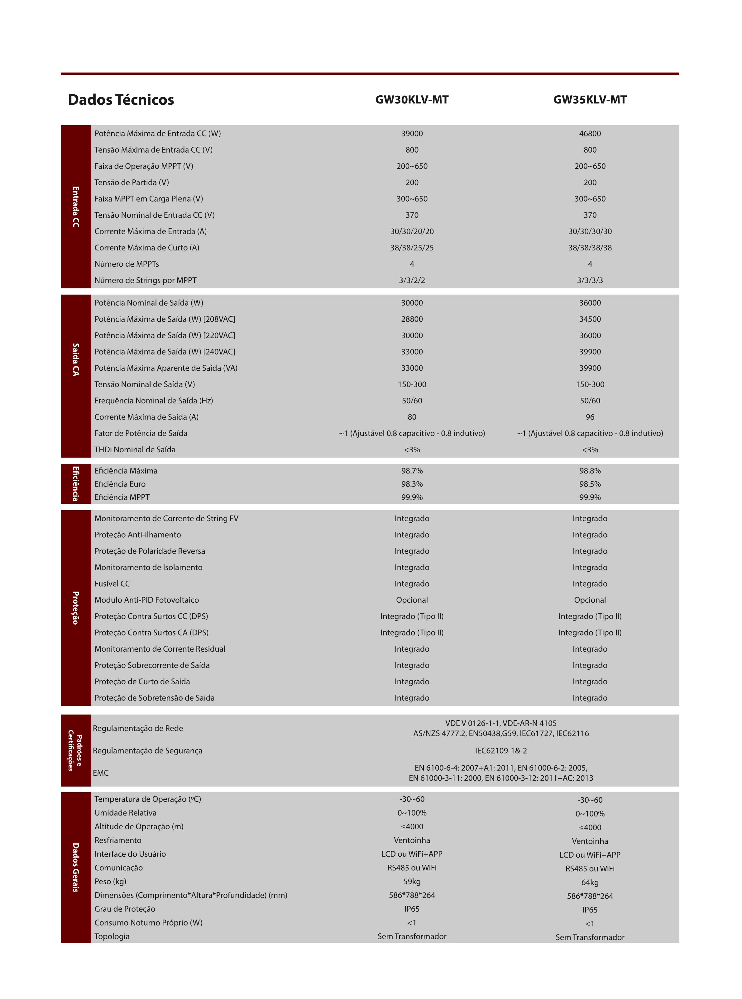 Dados Técnicos GW30KLV-MT GW35KLV-MT
Entrada CC
Potência Máxima de Entrada CC (W) 39000 46800
Tensão Máxima de Entrada CC (V) 800 800
Faixa de Operação MPPT (V) 200~650 200~650
Tensão de Partida (V) 200 200
Faixa MPPT em Carga Plena (V) 300~650 300~650
Tensão Nominal de Entrada CC (V) 370 370
Corrente Máxima de Entrada (A) 30/30/20/20 30/30/30/30
Corrente Máxima de Curto (A) 38/38/25/25 38/38/38/38
Número de MPPTs 4 4
Número de Strings por MPPT 3/3/2/2 3/3/3/3
Saída CA
Potência Nominal de Saída (W) 30000 36000
Potência Máxima de Saída (W) [208VAC] 28800 34500
Potência Máxima de Saída (W) [220VAC] 30000 36000
Potência Máxima de Saída (W) [240VAC] 33000 39900
Potência Máxima Aparente de Saída (VA) 33000 39900
Tensão Nominal de Saída (V) 150-300 150-300
Frequência Nominal de Saída (Hz) 50/60 50/60
Corrente Máxima de Saída (A) 80 96
Fator de Potência de Saída ~1 (Ajustável 0.8 capacitivo - 0.8 indutivo) ~1 (Ajustável 0.8 capacitivo - 0.8 indutivo)
THDi Nominal de Saída <3% <3%
Eficiência
Eficiência Máxima 98.7% 98.8%
Eficiência Euro 98.3% 98.5%
Eficiência MPPT 99.9% 99.9%
Proteção
Monitoramento de Corrente de String FV Integrado Integrado
Proteção Anti-ilhamento Integrado Integrado
Proteção de Polaridade Reversa Integrado Integrado
Monitoramento de Isolamento Integrado Integrado
Fusível CC Integrado Integrado
Modulo Anti-PID Fotovoltaico Opcional Opcional
Proteção Contra Surtos CC (DPS) Integrado (Tipo II) Integrado (Tipo II)
Proteção Contra Surtos CA (DPS) Integrado (Tipo II) Integrado (Tipo II)
Monitoramento de Corrente Residual Integrado Integrado
Proteção Sobrecorrente de Saída Integrado Integrado
Proteção de Curto de Saída Integrado Integrado
Proteção de Sobretensão de Saída Integrado Integrado
Padrões e
Certificações
Regulamentação de Rede
VDE V 0126-1-1, VDE-AR-N 4105
AS/NZS 4777.2, EN50438,G59, IEC61727, IEC62116
Regulamentação de Segurança IEC62109-1&-2
EMC
EN 6100-6-4: 2007+A1: 2011, EN 61000-6-2: 2005,
EN 61000-3-11: 2000, EN 61000-3-12: 2011+AC: 2013
Dados Gerais
Temperatura de Operação (ºC) -30~60 -30~60
Umidade Relativa 0~100% 0~100%
Altitude de Operação (m) ≤4000 ≤4000
Resfriamento Ventoinha Ventoinha
Interface do Usuário LCD ou WiFi+APP LCD ou WiFi+APP
Comunicação RS485 ou WiFi RS485 ou WiFi
Peso (kg) 59kg 64kg
Dimensões (Comprimento*Altura*Profundidade) (mm) 586*788*264 586*788*264
Grau de Proteção IP65 IP65
Consumo Noturno Próprio (W) <1 <1
Topologia Sem Transformador Sem Transformador